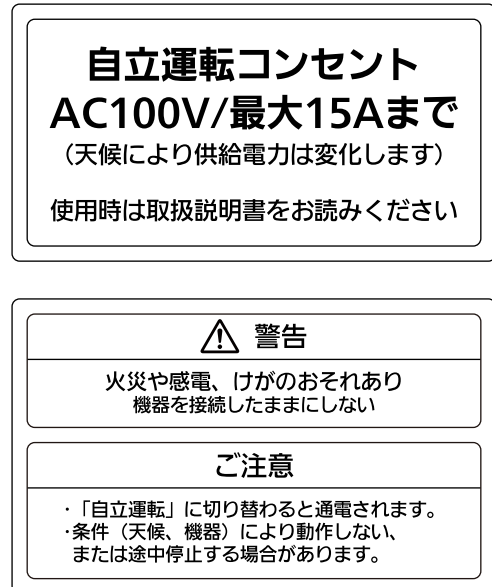 自立運転コンセント
AC100V/最大15Aまで
（天候により供給電力は変化します）
使用時は取扱説明書をお読みください
⚠ 警告
火災や感電、けがのおそれあり
機器を接続したままにしない
ご注意
・「自立運転」に切り替わると通電されます。
・条件（天候、機器）により動作しない、
または途中停止する場合があります。